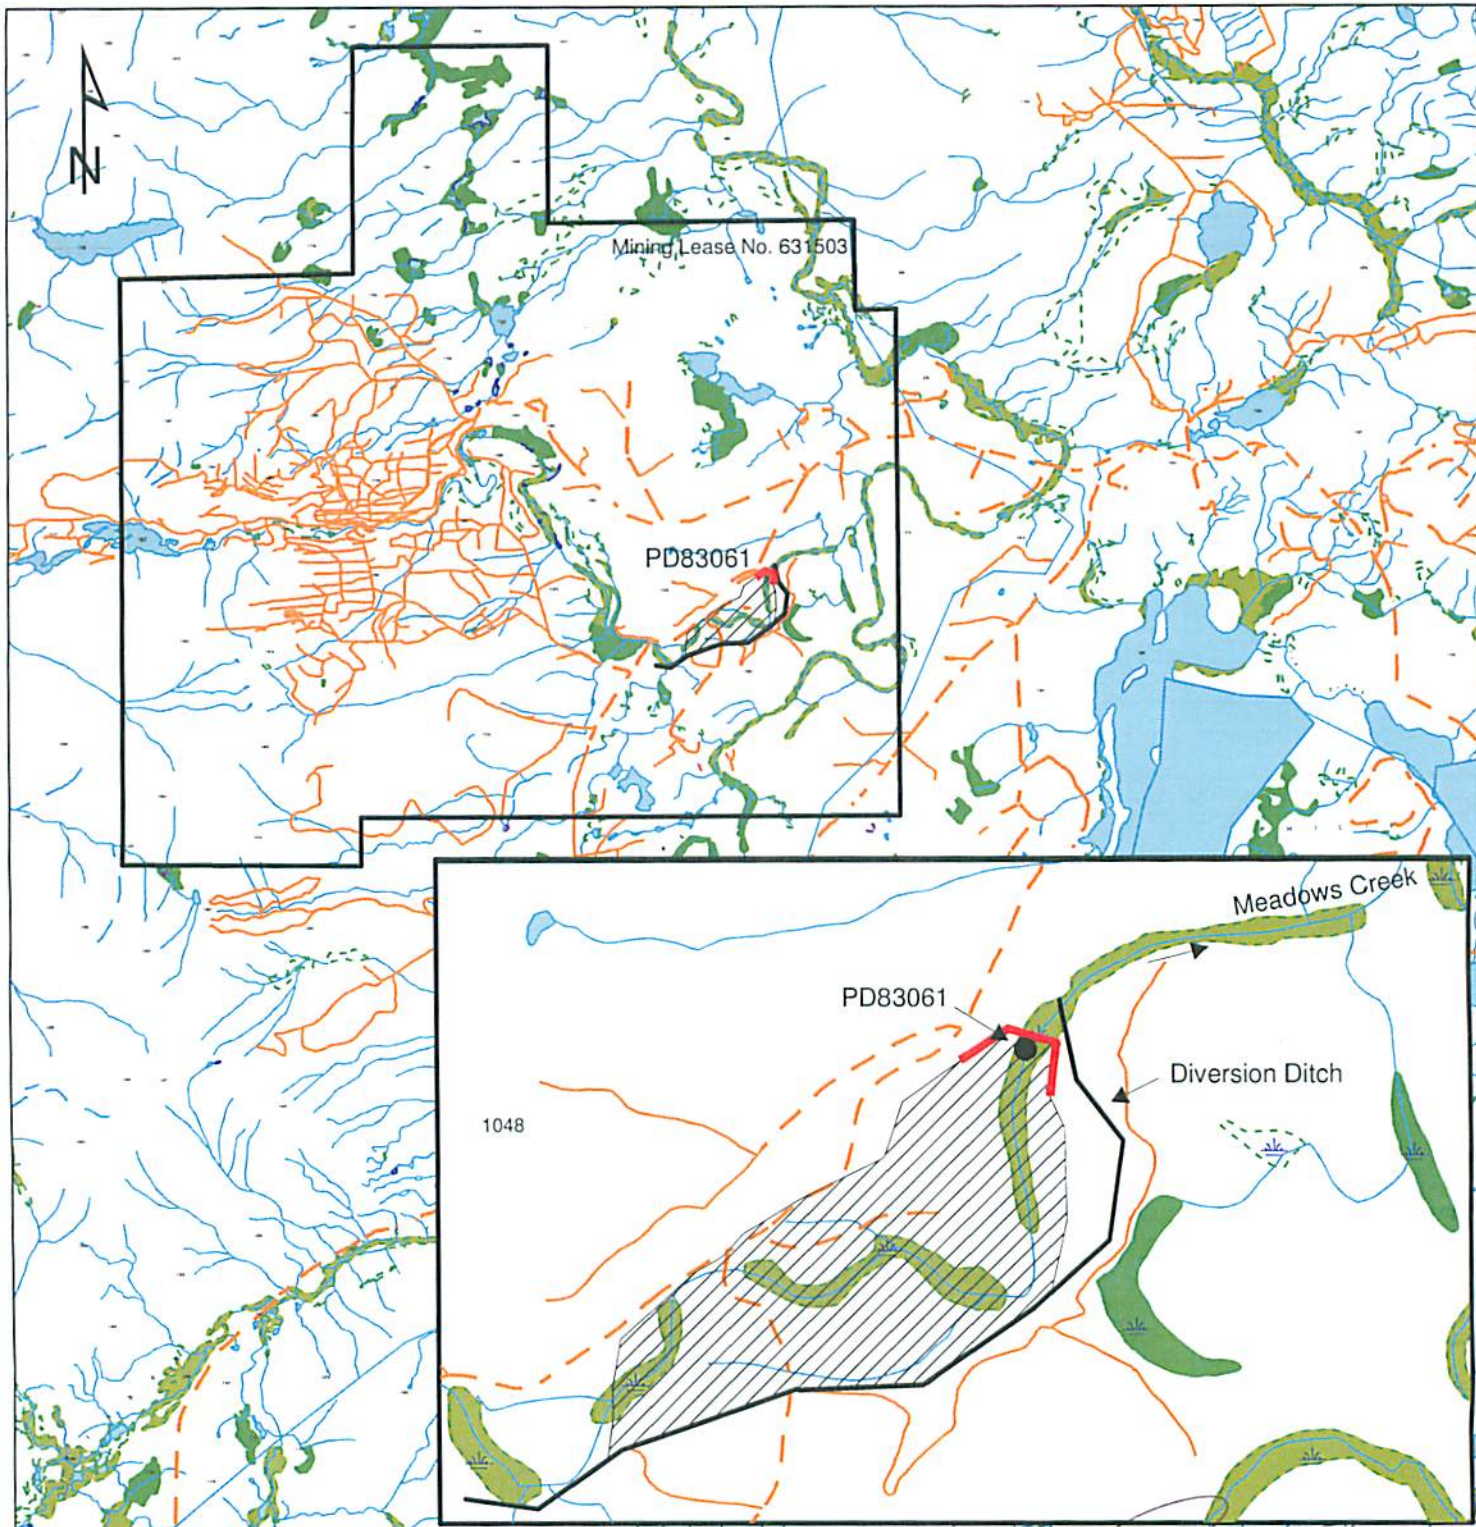 N
Mining Lease No. 631503
PD83061
Meadows Creek
PD83061
Diversion Ditch
1048